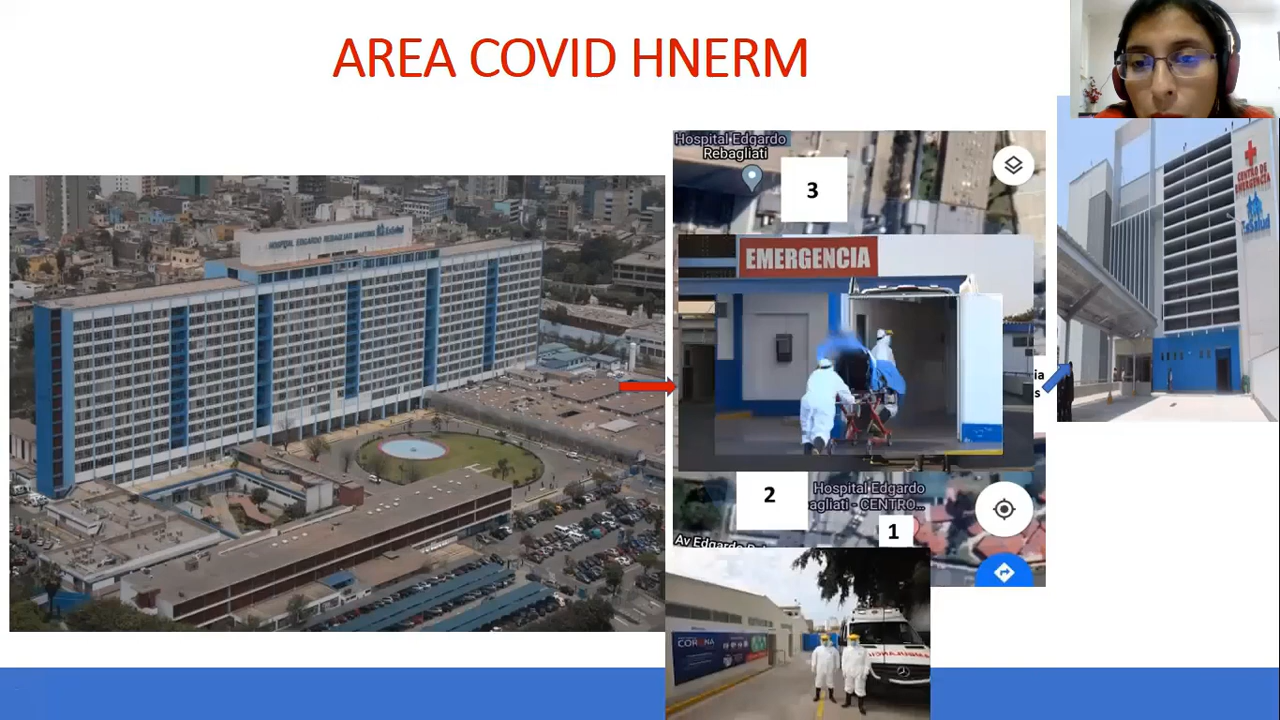 AREA COVID HNERM
HOSPITAL EDGARDO REBAGLIATI MARTINS EsSalud
Hospital Edgardo
Rebagliati
3
EMERGENCIA
CENTRO DE
EMERGENCIA
EsSalud
ia
s
2
Hospital Edgardo
agliati - CENTRO...
1
Av Edgardo
CORONA